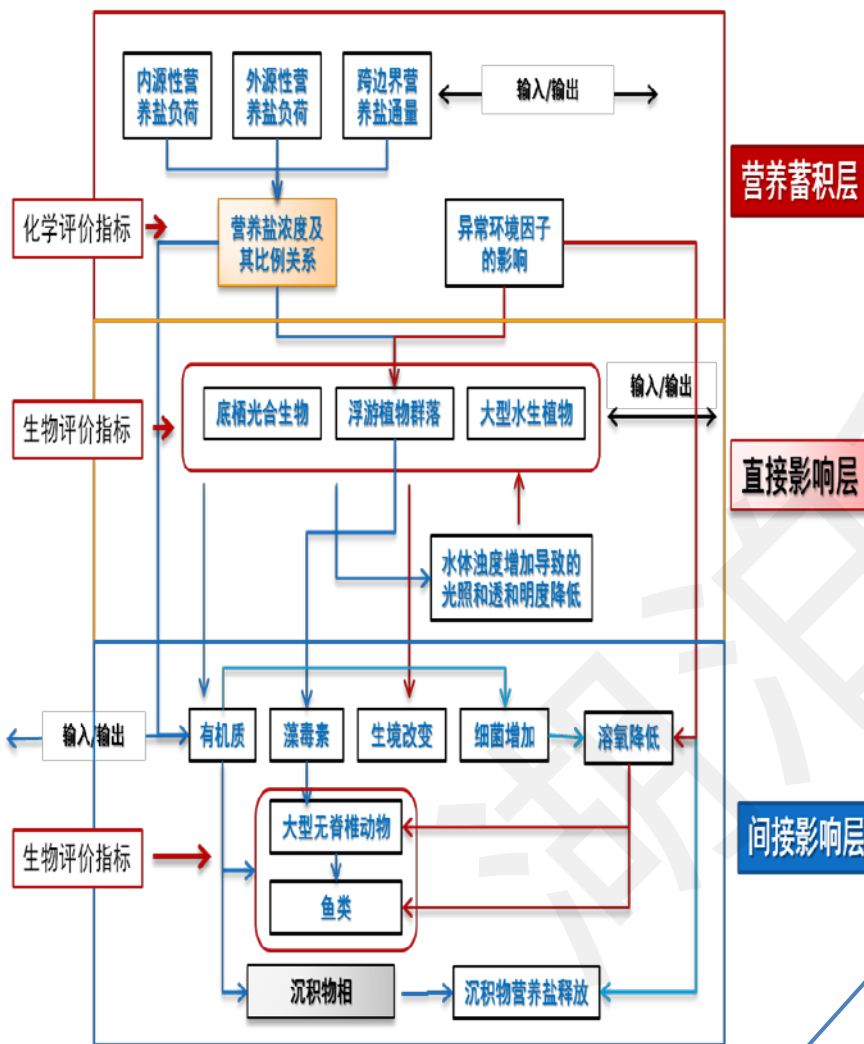 内源性营
养盐负荷
外源性营
养盐负荷
跨边界营
养盐通量
输入/输出
营养蓄积层
化学评价指标
营养盐浓度及
其比例关系
异常环境因子
的影响
输入/输出
生物评价指标
底栖光合生物
浮游植物群落
大型水生植物
直接影响层
水体浊度增加导致的
光照和透和明度降低
输入/输出
有机质
藻毒素
生境改变
细菌增加
溶氧降低
大型无脊椎动物
间接影响层
生物评价指标
鱼类
沉积物相
沉积物营养盐释放
湖泊